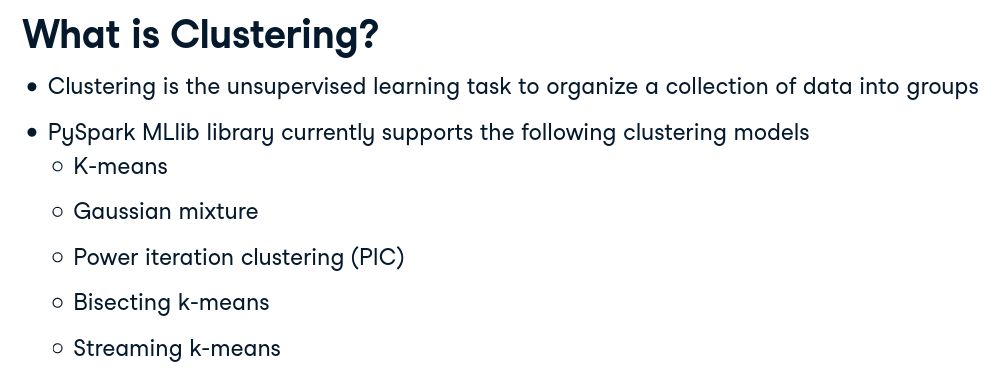 What is Clustering?
• Clustering is the unsupervised learning task to organize a collection of data into groups
• PySpark MLlib library currently supports the following clustering models
○ K-means
○ Gaussian mixture
○ Power iteration clustering (PIC)
○ Bisecting k-means
○ Streaming k-means